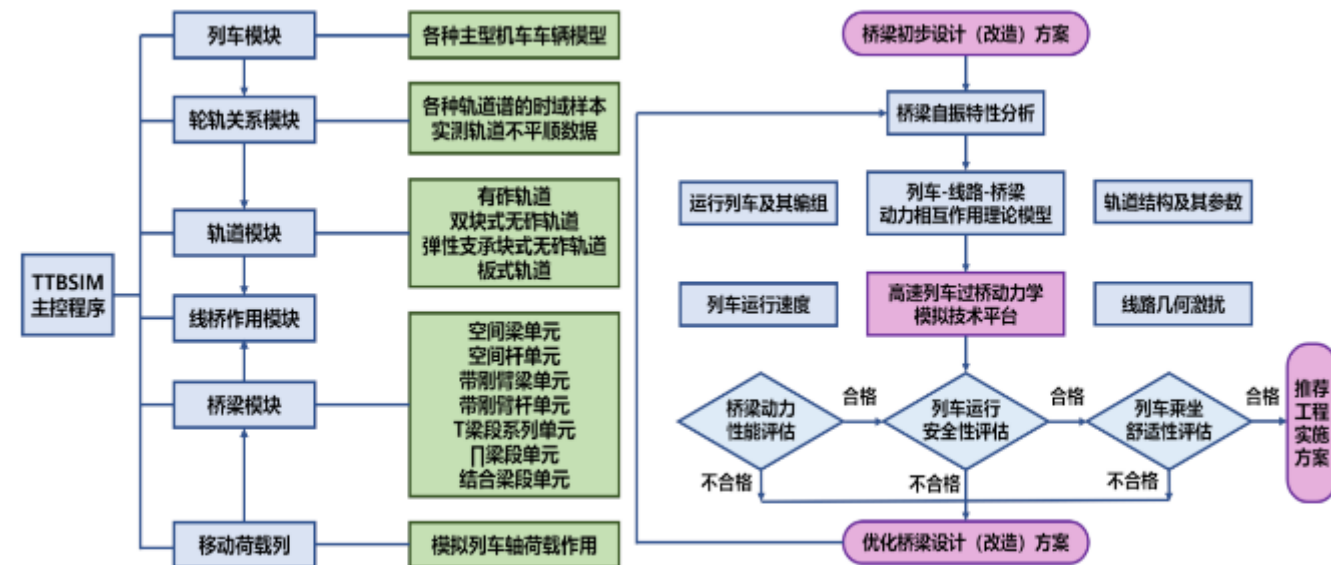 TTBSIM
主控程序
列车模块
各种主型机车车辆模型
轮轨关系模块
各种轨道谱的时域样本
实测轨道不平顺数据
轨道模块
有砟轨道
双块式无砟轨道
弹性支承块式无砟轨道
板式轨道
线桥作用模块
桥梁模块
空间梁单元
空间杆单元
带刚臂梁单元
带刚臂杆单元
T梁段系列单元
∏梁段单元
结合梁段单元
移动荷载列
模拟列车轴荷载作用
桥梁初步设计（改造）方案
桥梁自振特性分析
运行列车及其编组
列车-线路-桥梁
动力相互作用理论模型
轨道结构及其参数
列车运行速度
高速列车过桥动力学
模拟技术平台
线路几何激扰
桥梁动力
性能评估
合格
列车运行
安全性评估
合格
列车乘坐
舒适性评估
合格
推荐
工程
实施
方案
不合格
不合格
不合格
优化桥梁设计（改造）方案